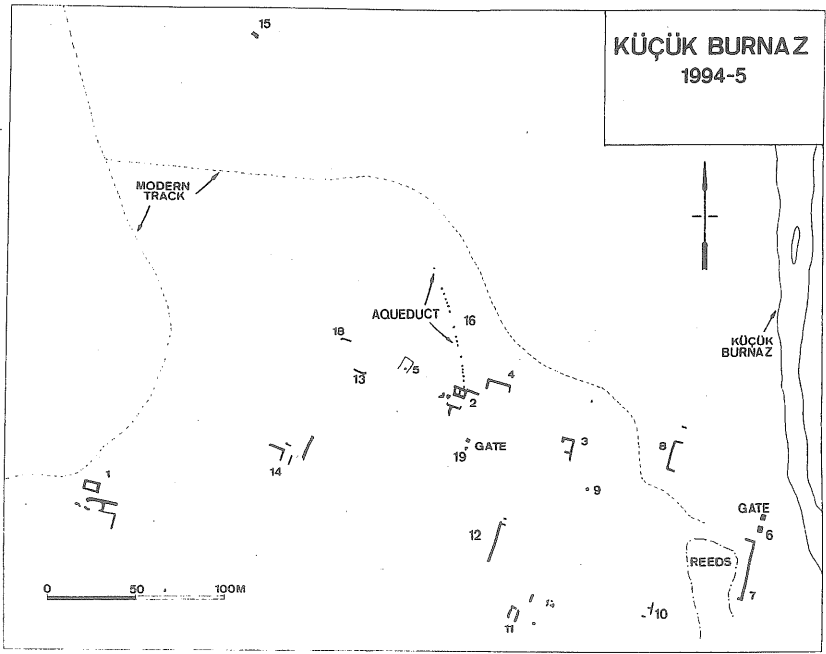 KÜÇÜK BURNAZ
1994-5
15
MODERN
TRACK
AQUEDUCT
16
KÜÇÜK
BURNAZ
18
13
5
4
2
14
19
GATE
3
8
1
9
12
GATE
6
REEDS
7
10
11
0
50
100M